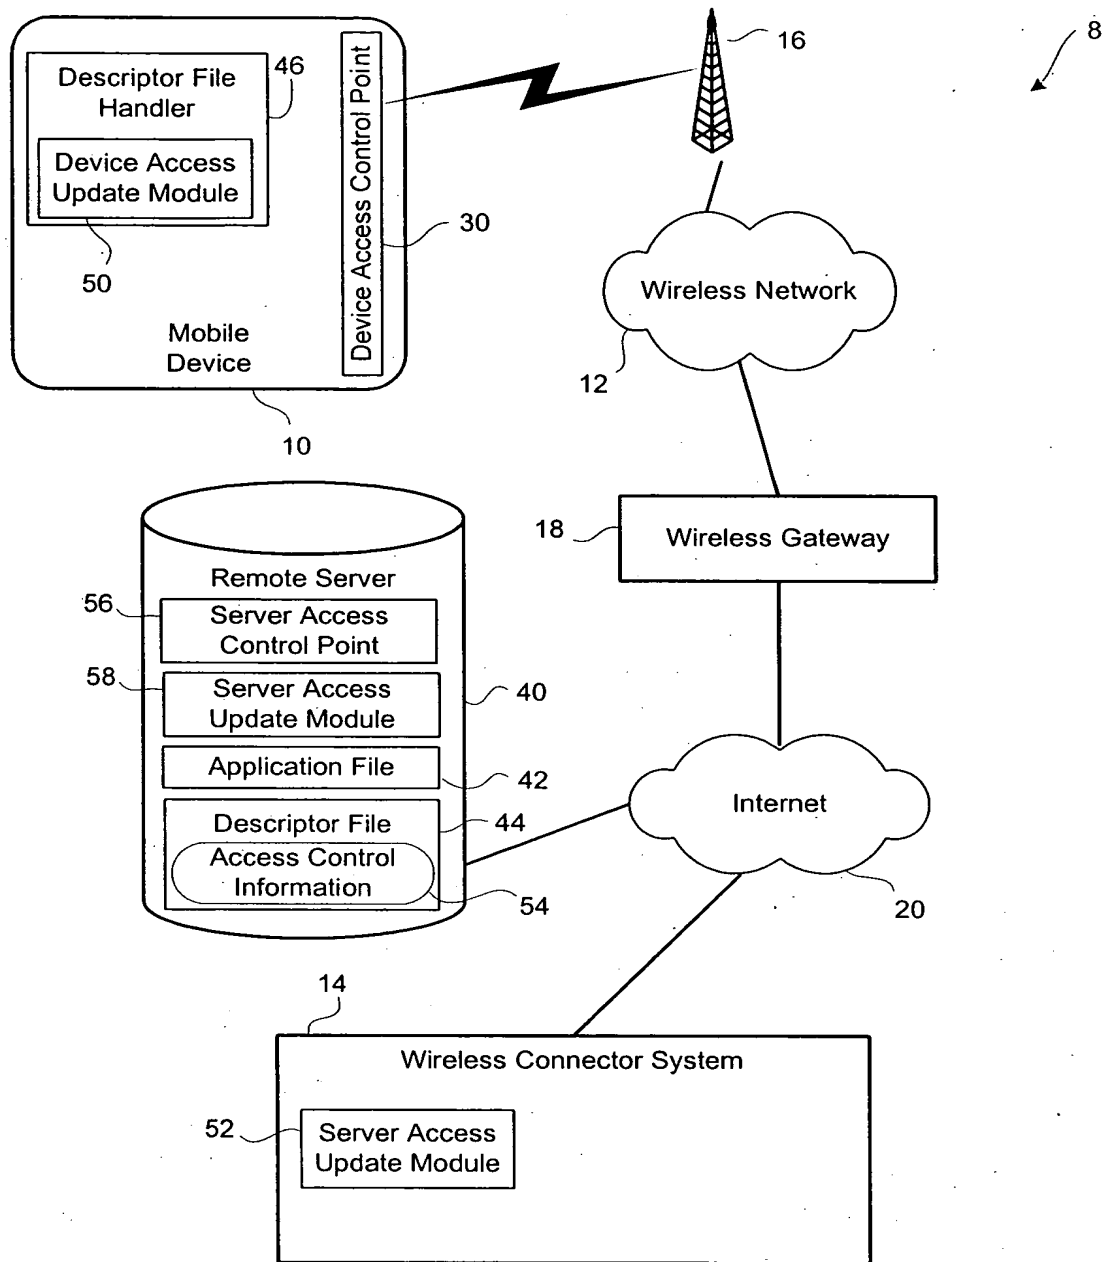 8
16
Descriptor File
Handler
46
Device Access
Update Module
50
Device Access Control Point
30
Mobile
Device
10
Wireless Network
12
18
Wireless Gateway
Remote Server
56
Server Access
Control Point
58
Server Access
Update Module
40
Application File
42
Descriptor File
44
Access Control
Information
54
Internet
20
14
Wireless Connector System
52
Server Access
Update Module